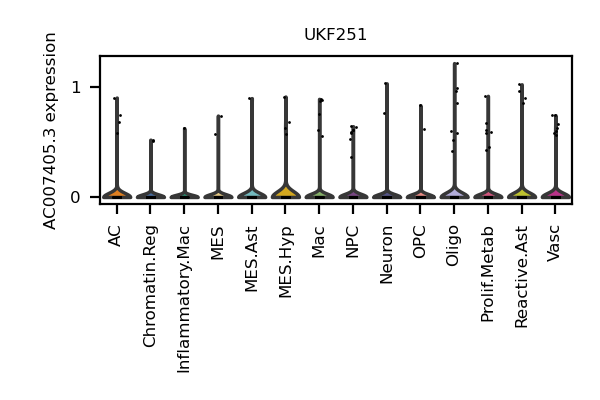 UKF251
AC007405.3 expression
1
0
AC
Chromatin.Reg
Inflammatory.Mac
MES
MES.Ast
MES.Hyp
Mac
NPC
Neuron
OPC
Oligo
Prolif.Metab
Reactive.Ast
Vasc